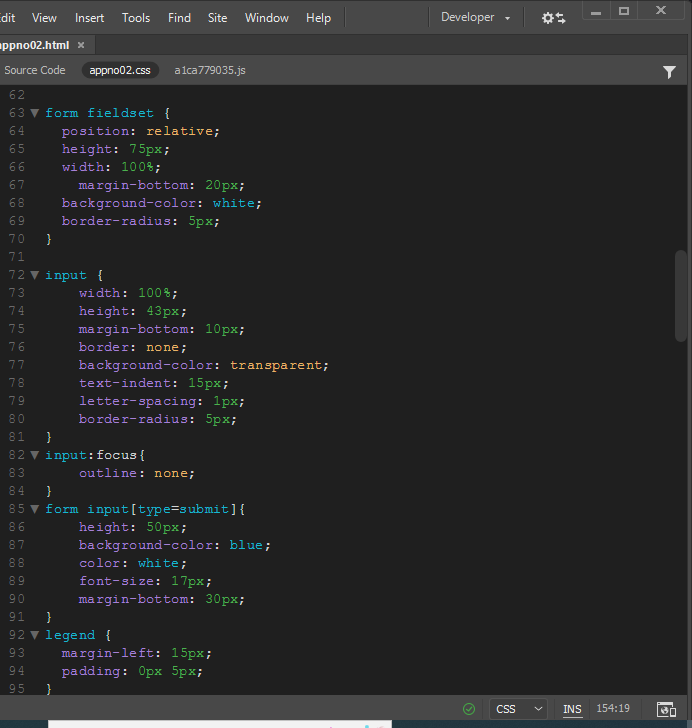 dit View Insert Tools Find Site Window Help Developer
appno02.html ×
Source Code appno02.css a1ca779035.js
62
63 form fieldset {
64 position: relative;
65 height: 75px;
66 width: 100%;
67 margin-bottom: 20px;
68 background-color: white;
69 border-radius: 5px;
70 }
71
72 input {
73 width: 100%;
74 height: 43px;
75 margin-bottom: 10px;
76 border: none;
77 background-color: transparent;
78 text-indent: 15px;
79 letter-spacing: 1px;
80 border-radius: 5px;
81 }
82 input:focus{
83 outline: none;
84 }
85 form input[type=submit]{
86 height: 50px;
87 background-color: blue;
88 color: white;
89 font-size: 17px;
90 margin-bottom: 30px;
91 }
92 legend {
93 margin-left: 15px;
94 padding: 0px 5px;
95 }
CSS INS 154:19